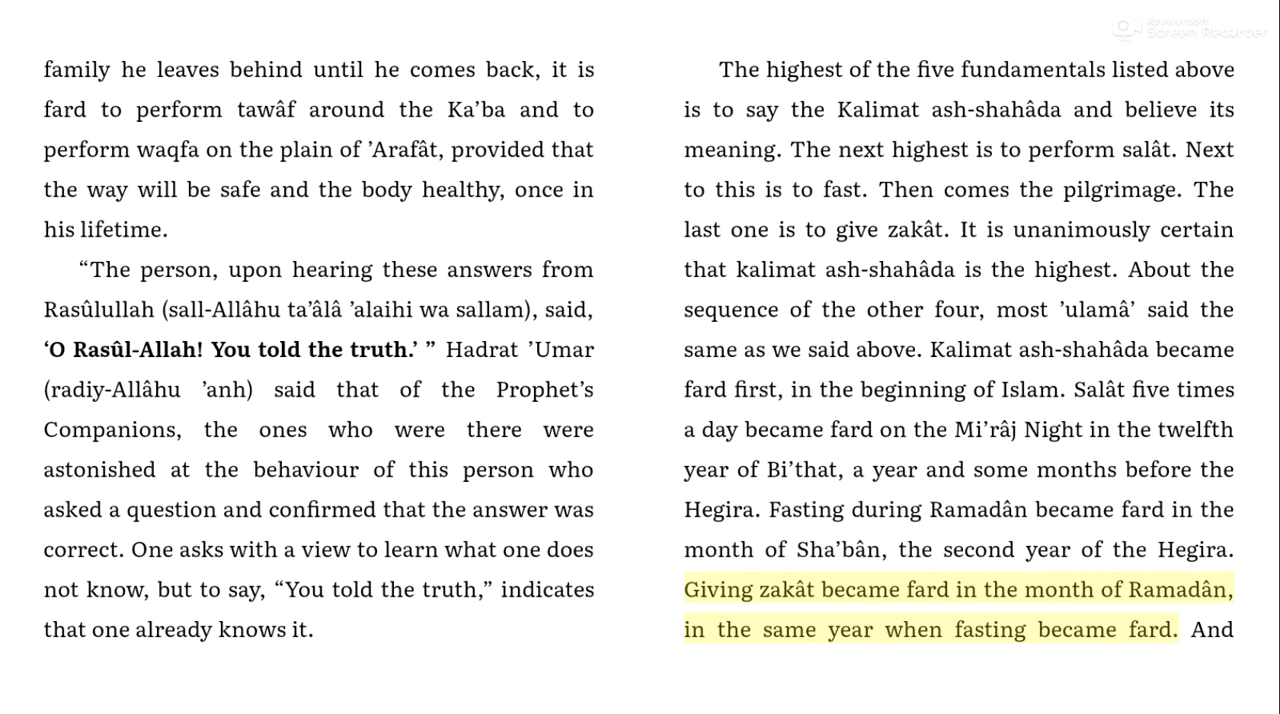 Apowersoft
Screen Recorder
family he leaves behind until he comes back, it is
fard to perform tawâf around the Ka’ba and to
perform waqfa on the plain of ’Arafât, provided that
the way will be safe and the body healthy, once in
his lifetime.
“The person, upon hearing these answers from
Rasûlullah (sall-Allâhu ta’âlâ ’alaihi wa sallam), said,
‘O Rasûl-Allah! You told the truth.’ ” Hadrat ’Umar
(radiy-Allâhu ’anh) said that of the Prophet’s
Companions, the ones who were there were
astonished at the behaviour of this person who
asked a question and confirmed that the answer was
correct. One asks with a view to learn what one does
not know, but to say, “You told the truth,” indicates
that one already knows it.
The highest of the five fundamentals listed above
is to say the Kalimat ash-shahâda and believe its
meaning. The next highest is to perform salât. Next
to this is to fast. Then comes the pilgrimage. The
last one is to give zakât. It is unanimously certain
that kalimat ash-shahâda is the highest. About the
sequence of the other four, most ’ulamâ’ said the
same as we said above. Kalimat ash-shahâda became
fard first, in the beginning of Islam. Salât five times
a day became fard on the Mi’râj Night in the twelfth
year of Bi’that, a year and some months before the
Hegira. Fasting during Ramadân became fard in the
month of Sha’bân, the second year of the Hegira.
Giving zakât became fard in the month of Ramadân,
in the same year when fasting became fard. And